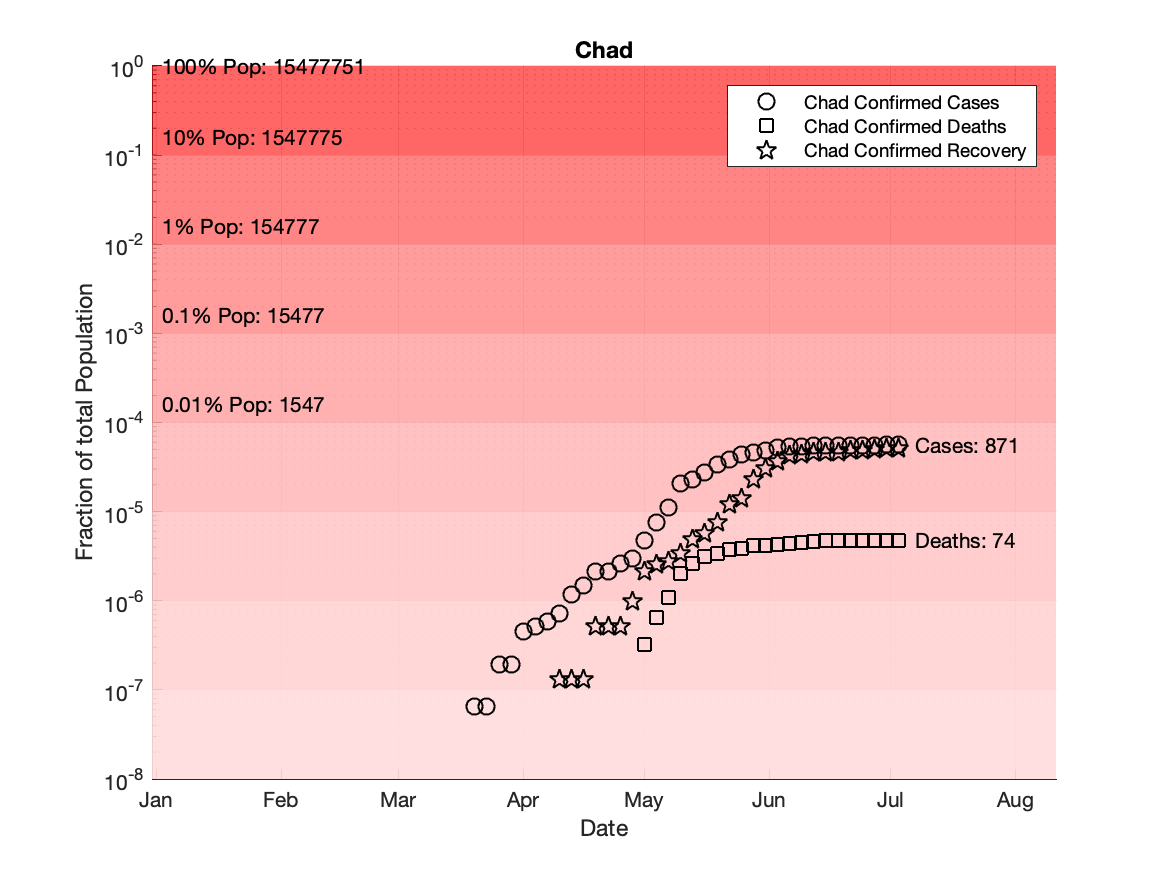 Chad
10^0
100% Pop: 15477751
10% Pop: 1547775
10^-1
1% Pop: 154777
10^-2
0.1% Pop: 15477
10^-3
0.01% Pop: 1547
10^-4
10^-5
10^-6
10^-7
10^-8
Fraction of total Population
Chad Confirmed Cases
Chad Confirmed Deaths
Chad Confirmed Recovery
Cases: 871
Deaths: 74
Jan Feb Mar Apr May Jun Jul Aug
Date